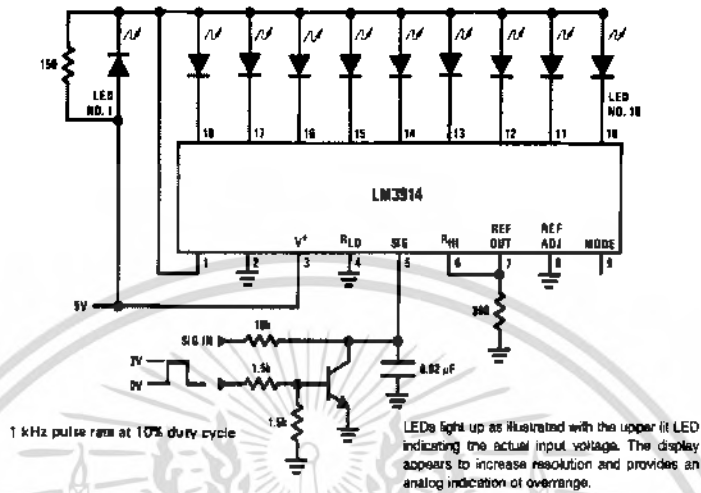 150
LED
NO. 1
LED
NO. 10
18
17
16
15
14
13
12
11
10
LM3914
V+
RLO
SIG
RHI
REF
OUT
REF
ADJ
MODE
1
2
3
4
5
6
7
8
9
5V
SIG IN
10k
1.5k
0V
1.5k
0.02 μF
1 kHz pulse rate at 10% duty cycle
LEDs light up as illustrated with the upper lit LED
indicating the actual input voltage. The display
appears to increase resolution and provides an
analog indication of overrange.